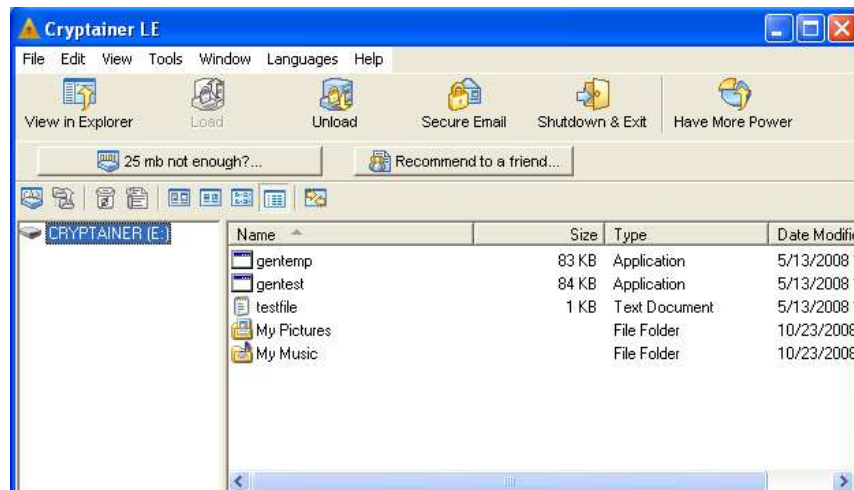 Cryptainer LE
File Edit View Tools Window Languages Help
View in Explorer Load Unload Secure Email Shutdown & Exit Have More Power
25 mb not enough?... Recommend to a friend...
CRYPTAINER (E:)
Name Size Type Date Modifi
gentemp 83 KB Application 5/13/2008
gentest 84 KB Application 5/13/2008
testfile 1 KB Text Document 5/13/2008
My Pictures File Folder 10/23/2008
My Music File Folder 10/23/2008